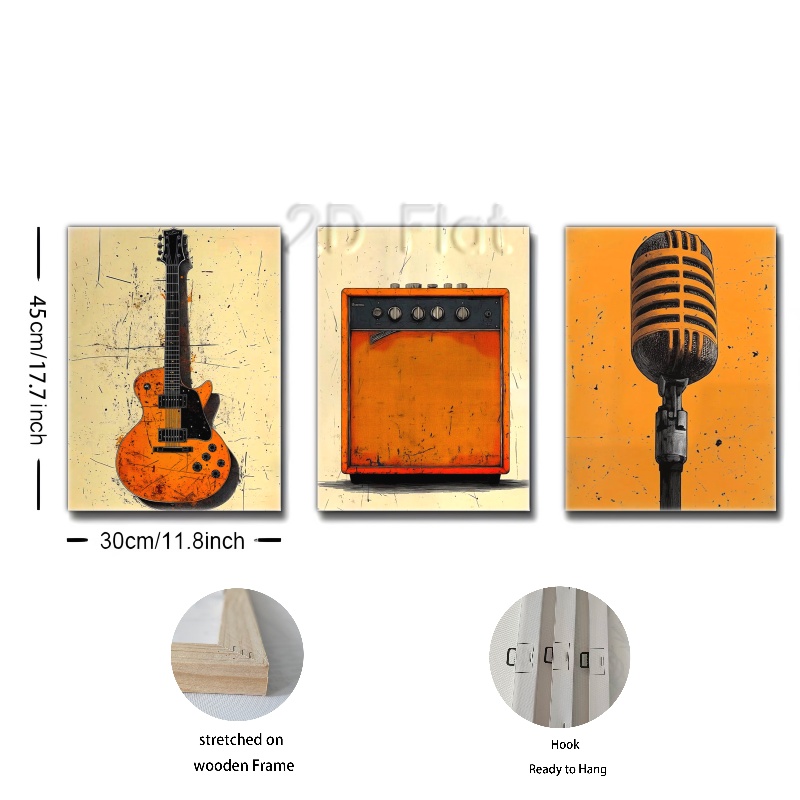 2D Flat
45cm/17.7inch
30cm/11.8inch
stretched on
wooden Frame
Hook
Ready to Hang